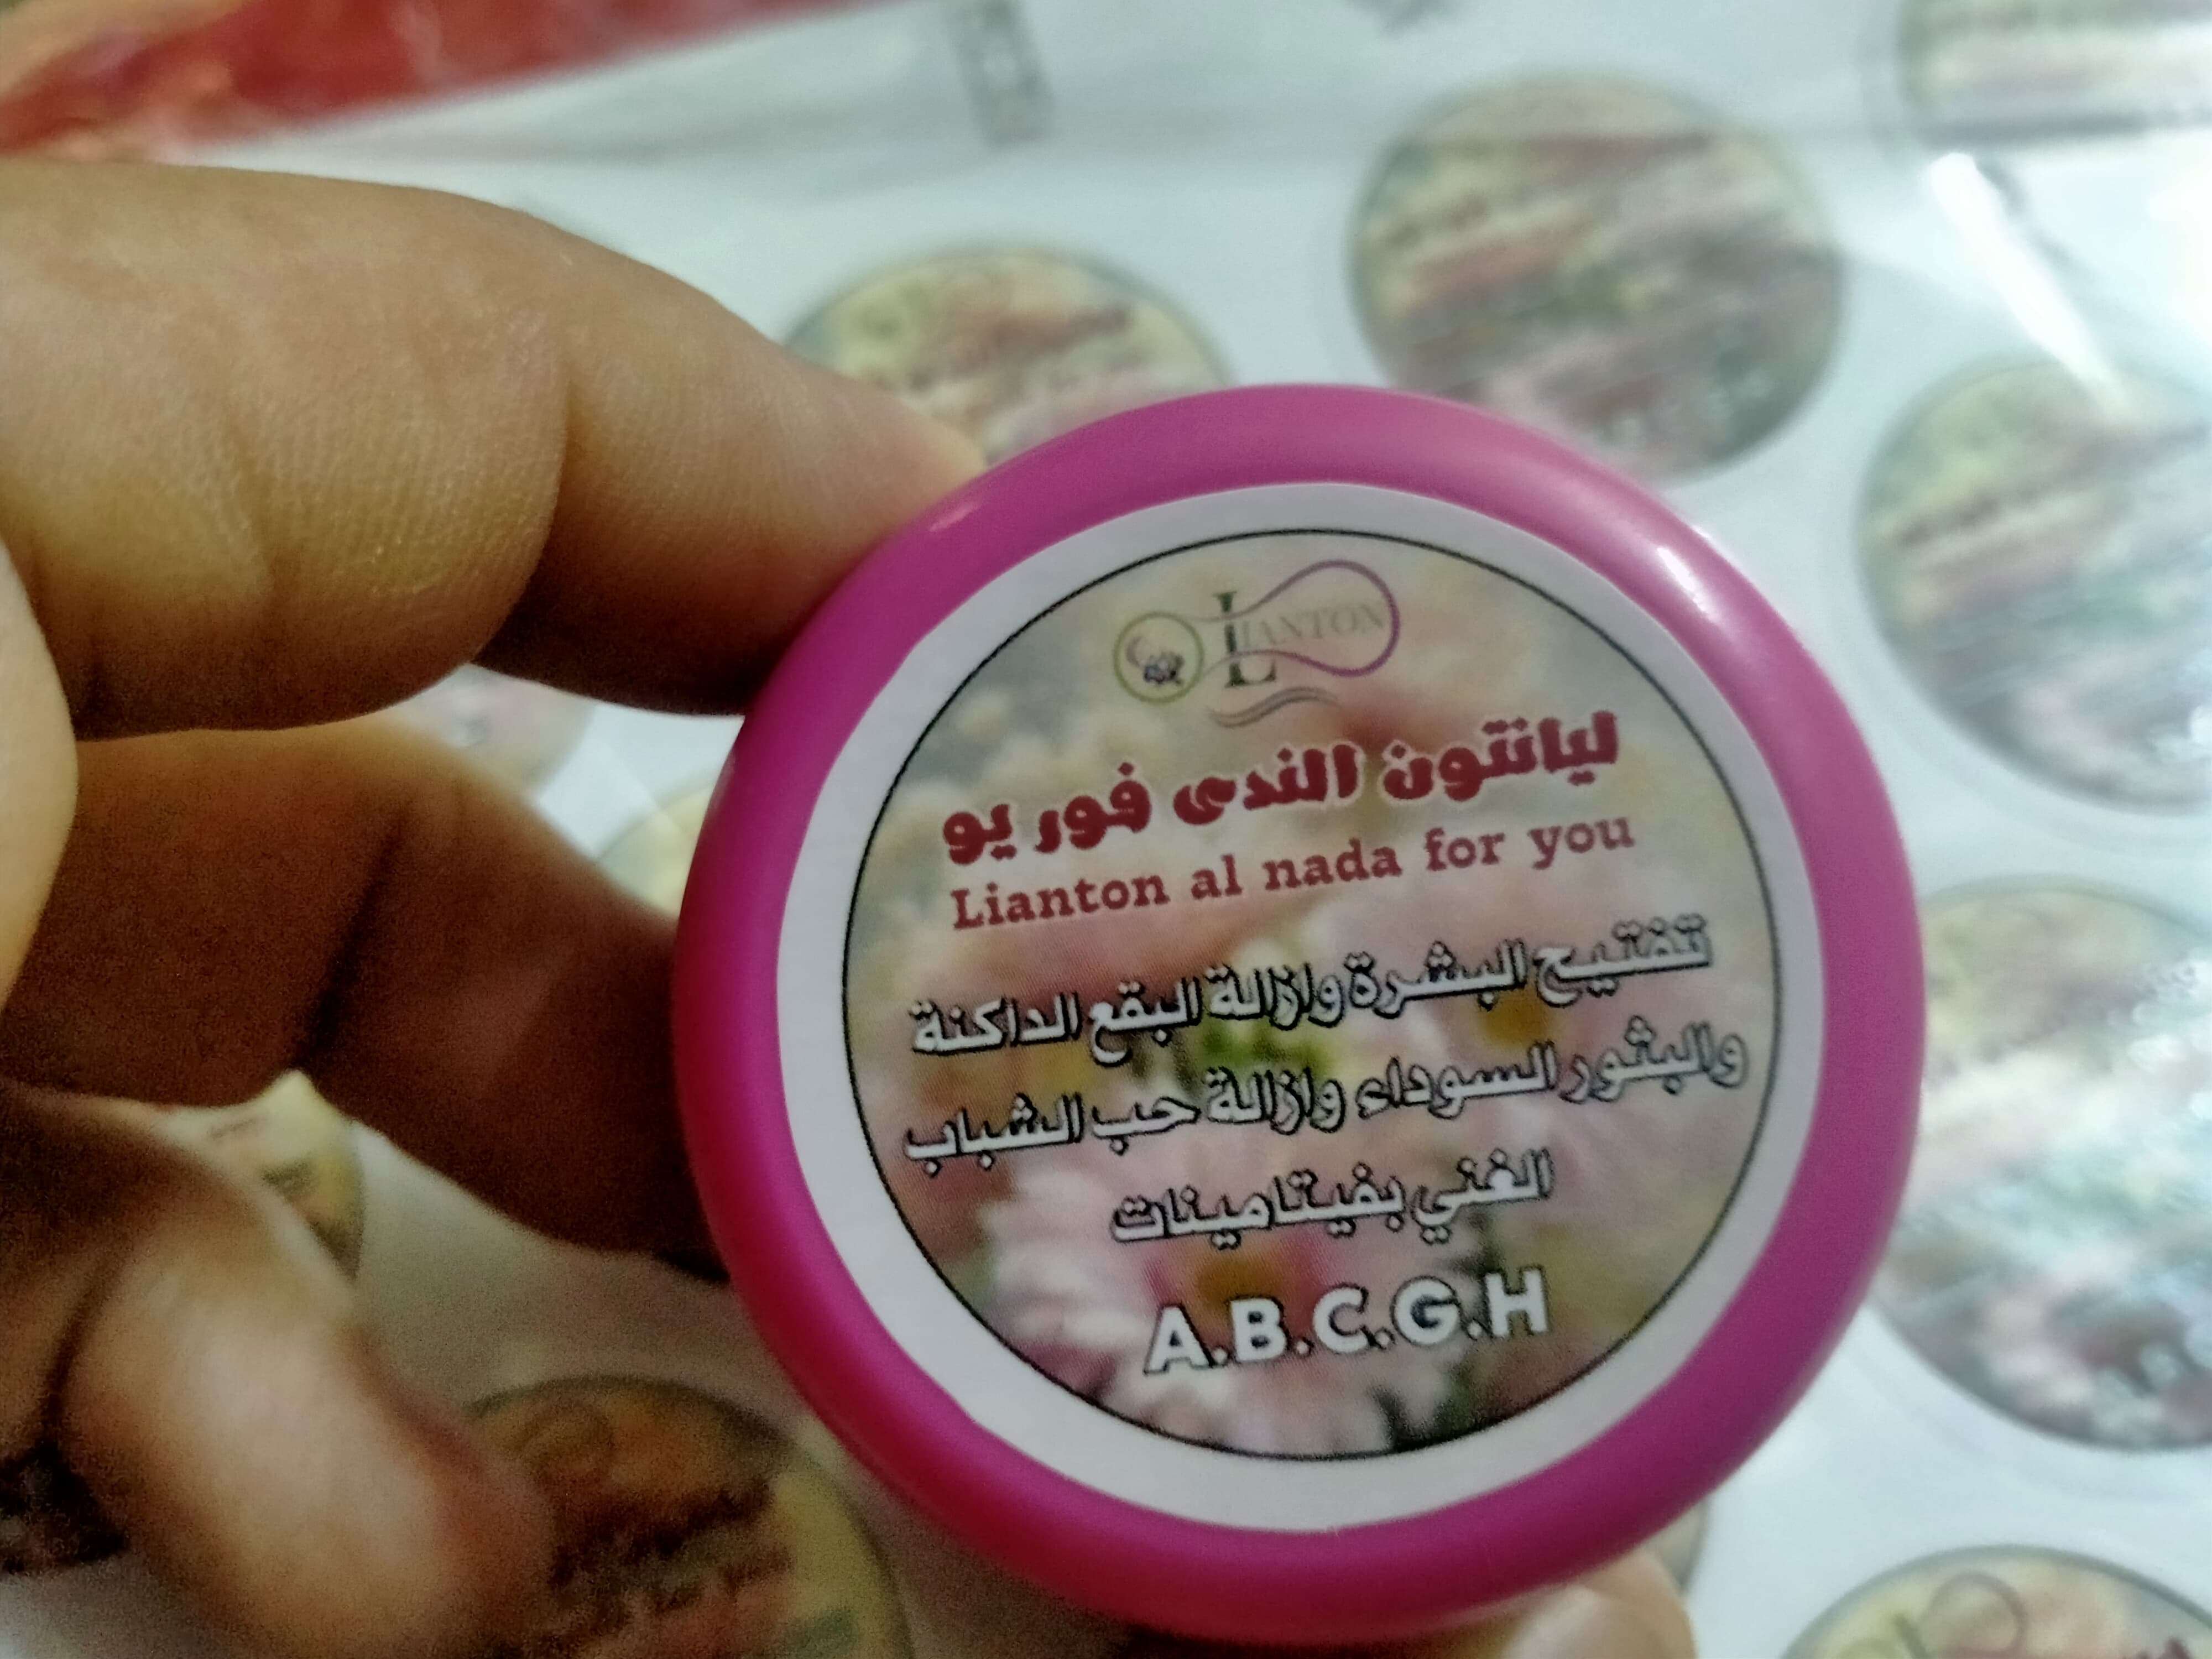 LIANTON
ليانتون الندى فور يو
Lianton al nada for you
تفتيح البشرة وازالة البقع الداكنة
والبثور السوداء وازالة حب الشباب
الغني بفيتامينات
A.B.C.G.H